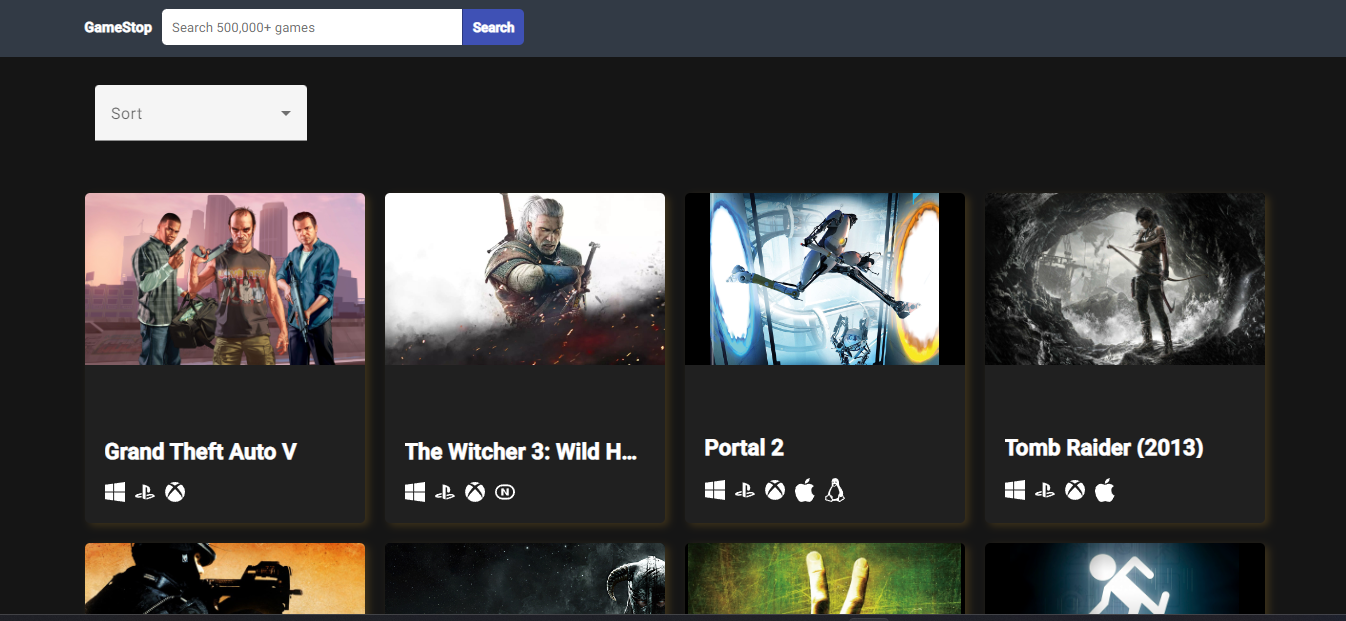 GameStop
Search 500,000+ games
Search
Sort
Grand Theft Auto V
The Witcher 3: Wild H...
Portal 2
Tomb Raider (2013)